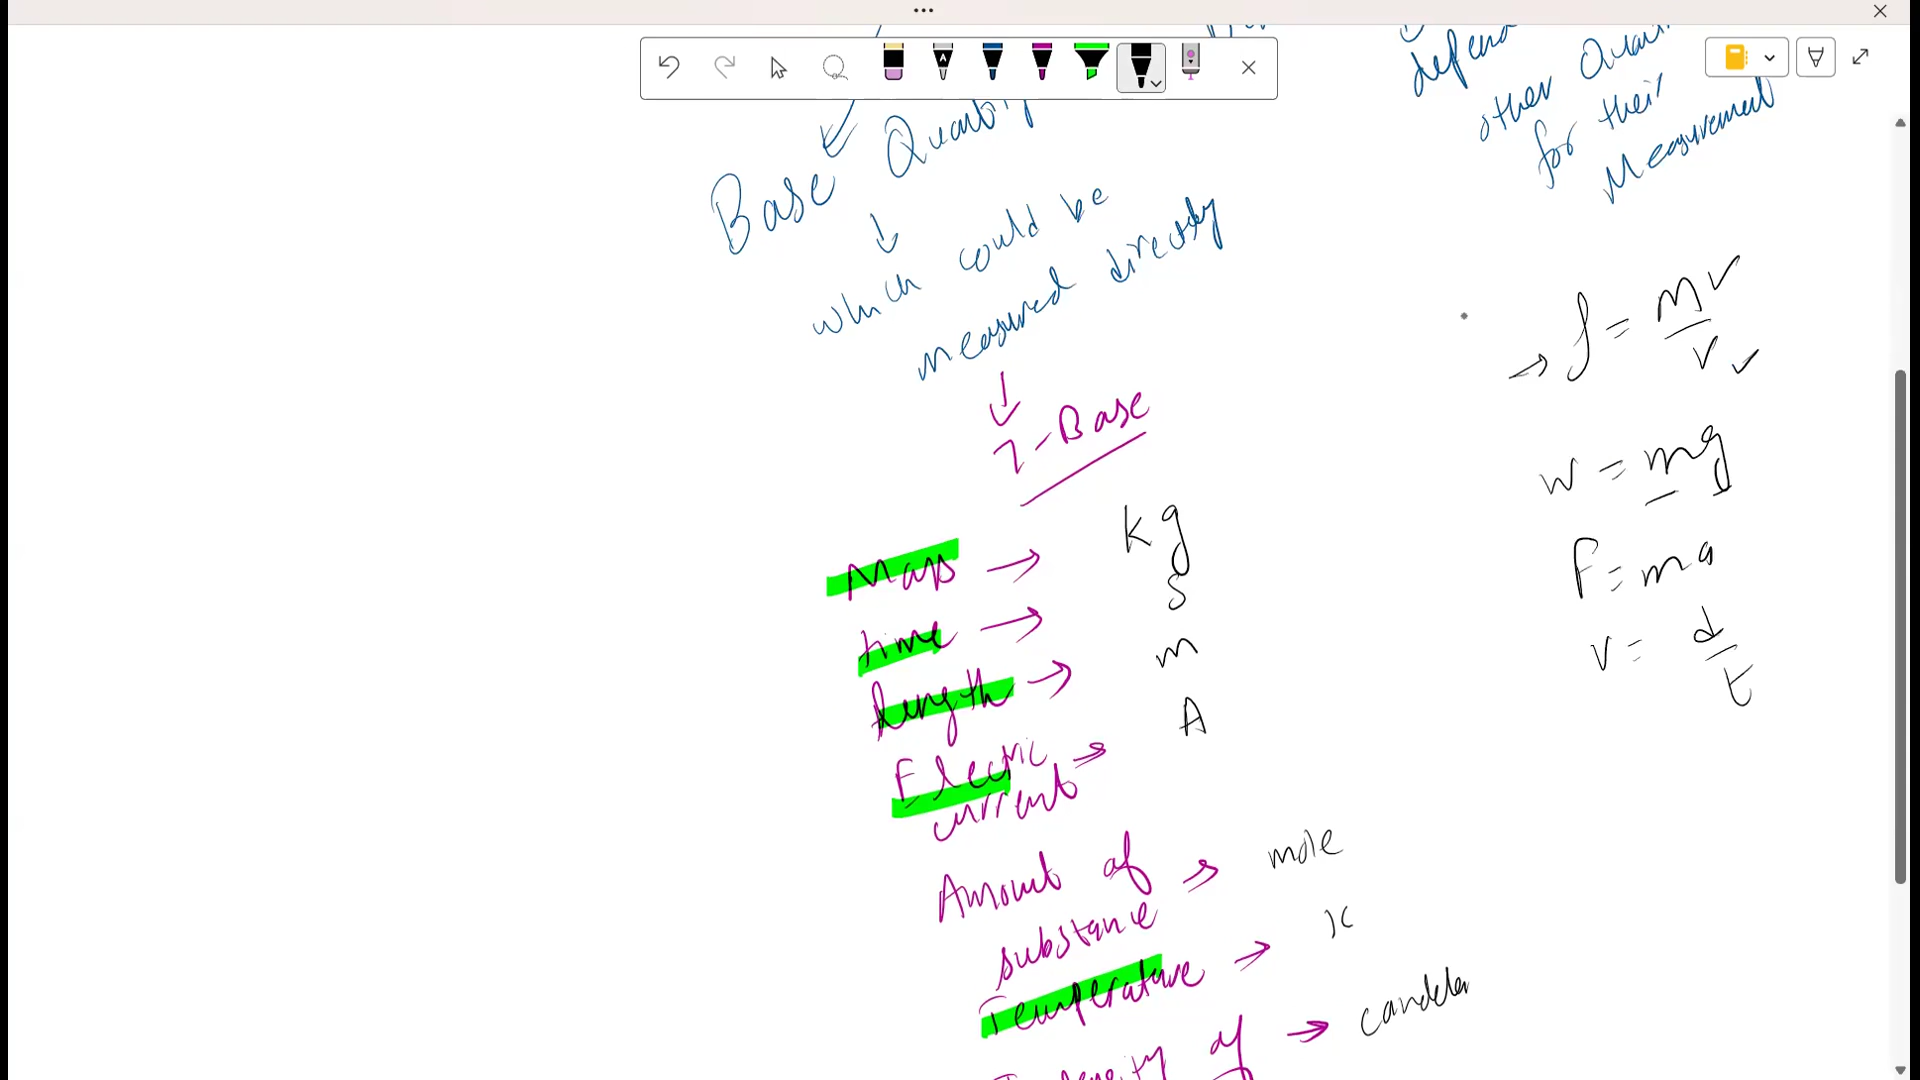 depend
other Quan
for their
Measurement
Base Quantity
which could be
measured directly
7-Base
Mass → kg
time → s
length → m
Electric current → A
Amount of substance → mole
Temperature → K
of → candela
ρ = m/v
w = mg
F = ma
v = d/t